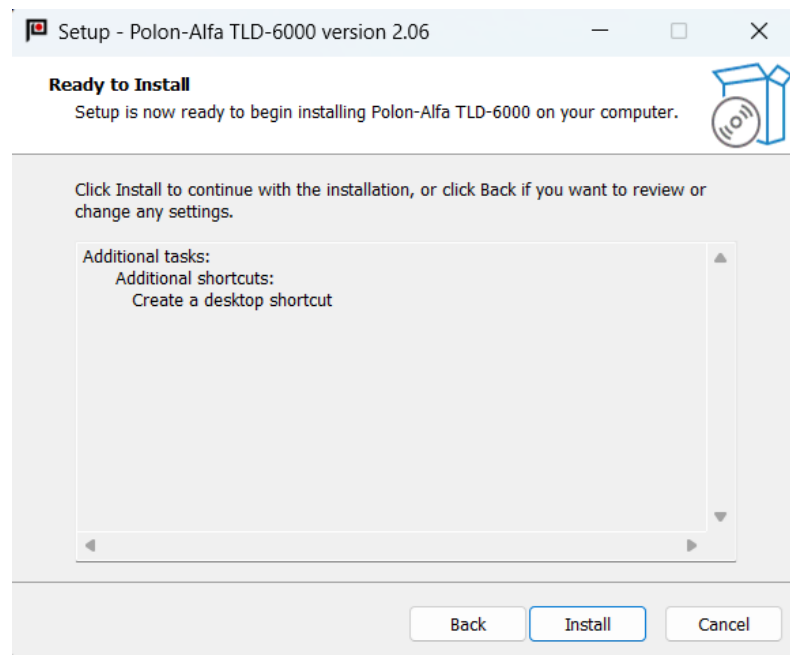 Setup - Polon-Alfa TLD-6000 version 2.06
Ready to Install
Setup is now ready to begin installing Polon-Alfa TLD-6000 on your computer.
Click Install to continue with the installation, or click Back if you want to review or
change any settings.
Additional tasks:
Additional shortcuts:
Create a desktop shortcut
Back Install Cancel